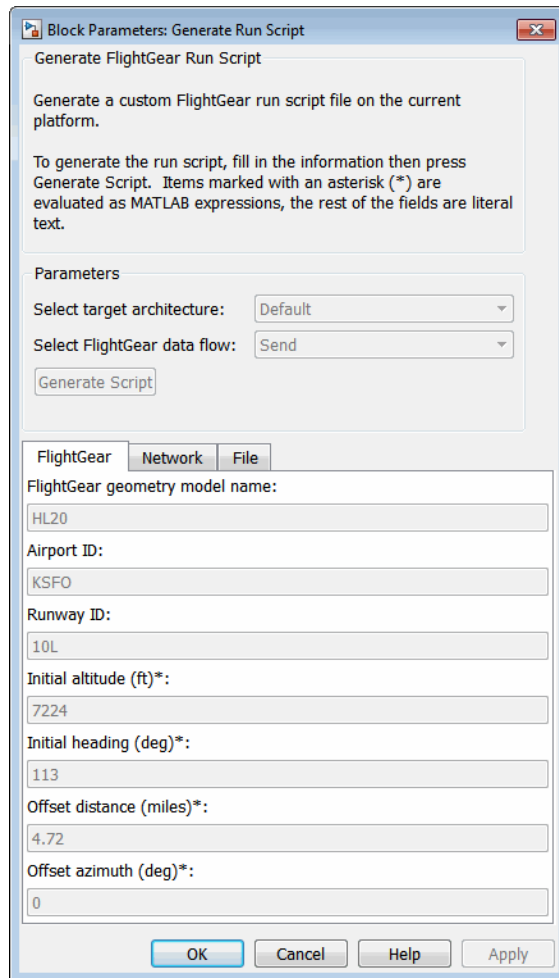 Block Parameters: Generate Run Script
Generate FlightGear Run Script
Generate a custom FlightGear run script file on the current
platform.
To generate the run script, fill in the information then press
Generate Script.  Items marked with an asterisk (*) are
evaluated as MATLAB expressions, the rest of the fields are literal
text.
Parameters
Select target architecture: Default
Select FlightGear data flow: Send
Generate Script
FlightGear Network File
FlightGear geometry model name:
HL20
Airport ID:
KSFO
Runway ID:
10L
Initial altitude (ft)*:
7224
Initial heading (deg)*:
113
Offset distance (miles)*:
4.72
Offset azimuth (deg)*:
0
OK Cancel Help Apply